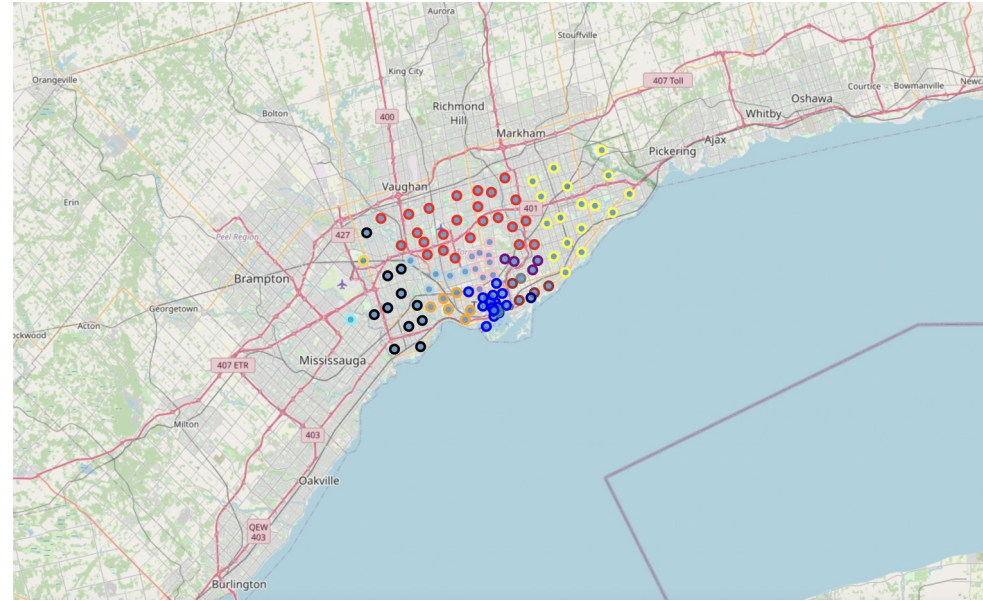 Aurora
Stouffville
Orangeville
King City
407 Toll
Courtice
Bowmanville
Oshawa
Bolton
400
Richmond
Hill
Whitby
Markham
Ajax
Pickering
Vaughan
Erin
401
427
Peel Region
Brampton
Georgetown
Acton
Mississauga
407 ETR
Milton
403
Oakville
QEW
403
Burlington